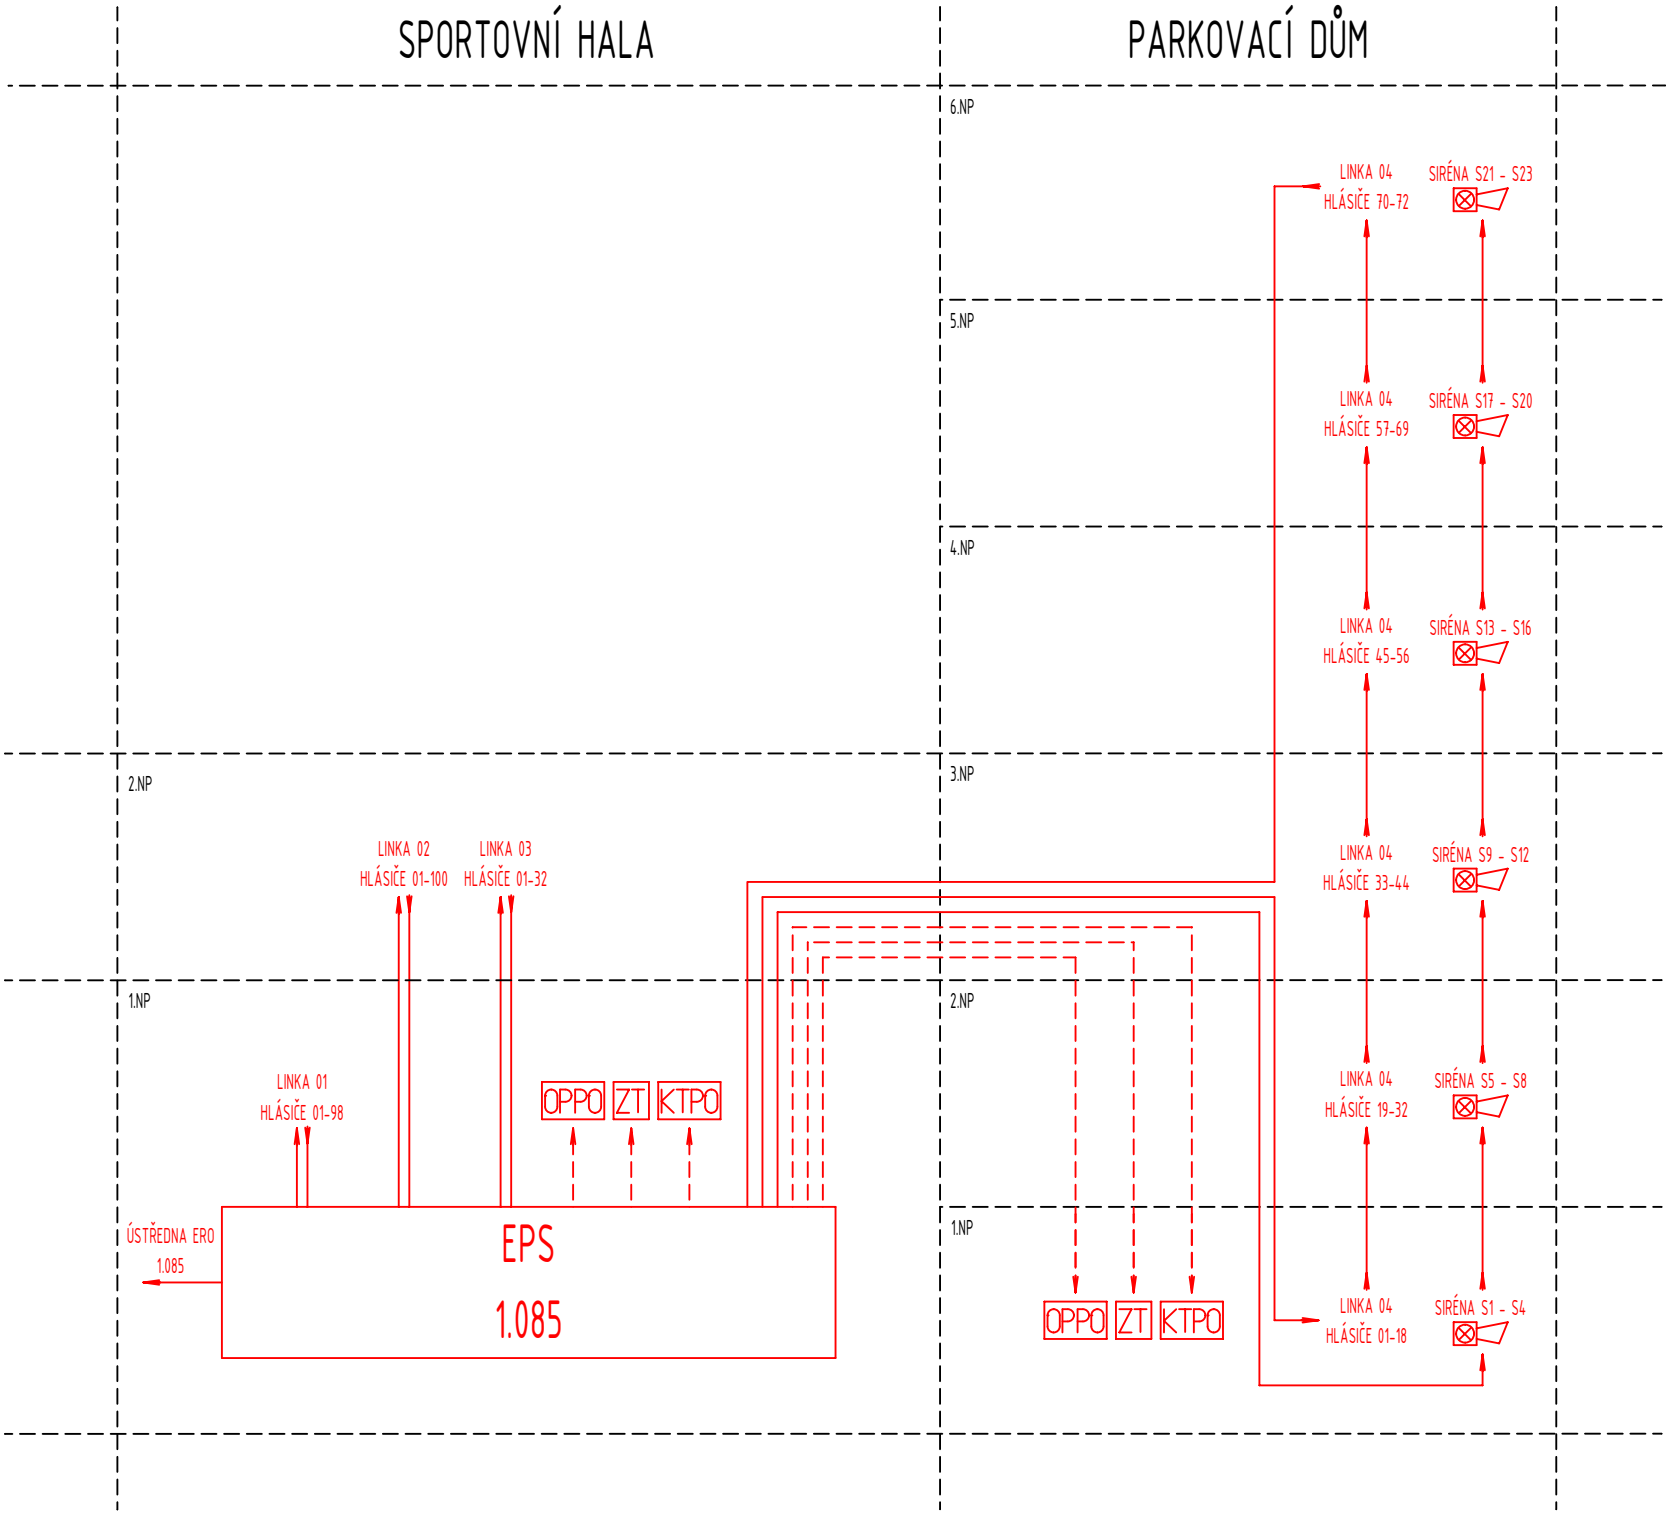 SPORTOVNÍ HALA
PARKOVACÍ DŮM
6.NP
LINKA 04
HLÁSIČE 70-72
SIRÉNA S21 - S23
5.NP
LINKA 04
HLÁSIČE 57-69
SIRÉNA S17 - S20
4.NP
LINKA 04
HLÁSIČE 45-56
SIRÉNA S13 - S16
2.NP
3.NP
LINKA 02
HLÁSIČE 01-100
LINKA 03
HLÁSIČE 01-32
LINKA 04
HLÁSIČE 33-44
SIRÉNA S9 - S12
1.NP
2.NP
LINKA 01
HLÁSIČE 01-98
OPPO
ZT
KTPO
LINKA 04
HLÁSIČE 19-32
SIRÉNA S5 - S8
ÚSTŘEDNA ERO
1.085
EPS
1.085
1.NP
OPPO
ZT
KTPO
LINKA 04
HLÁSIČE 01-18
SIRÉNA S1 - S4